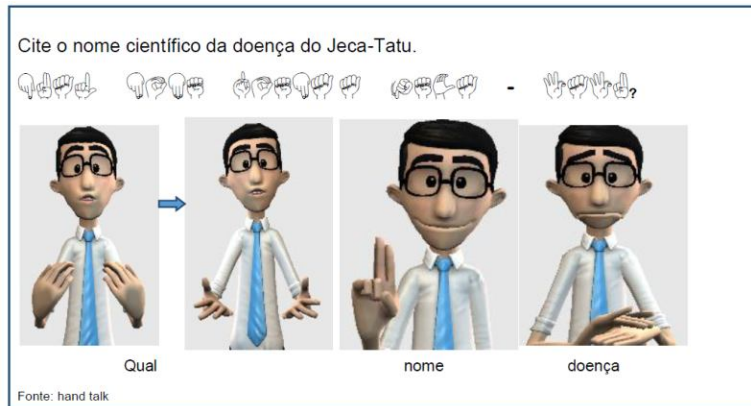 Cite o nome científico da doença do Jeca-Tatu.
- ?
Qual nome doença
Fonte: hand talk